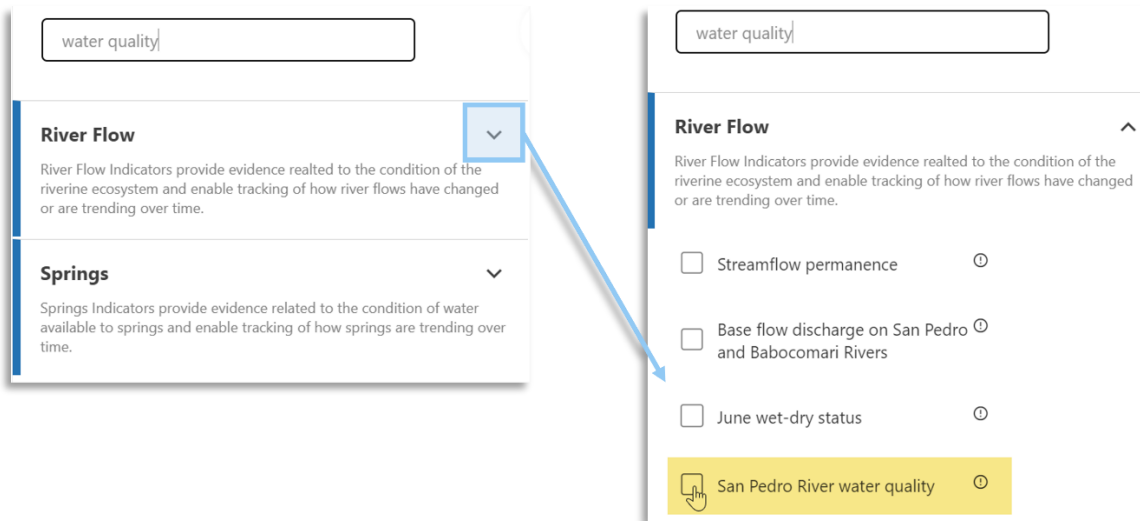 water quality
River Flow
River Flow Indicators provide evidence realted to the condition of the
riverine ecosystem and enable tracking of how river flows have changed
or are trending over time.
Springs
Springs Indicators provide evidence related to the condition of water
available to springs and enable tracking of how springs are trending over
time.
water quality
River Flow
River Flow Indicators provide evidence realted to the condition of the
riverine ecosystem and enable tracking of how river flows have changed
or are trending over time.
Streamflow permanence
Base flow discharge on San Pedro
and Babocomari Rivers
June wet-dry status
San Pedro River water quality